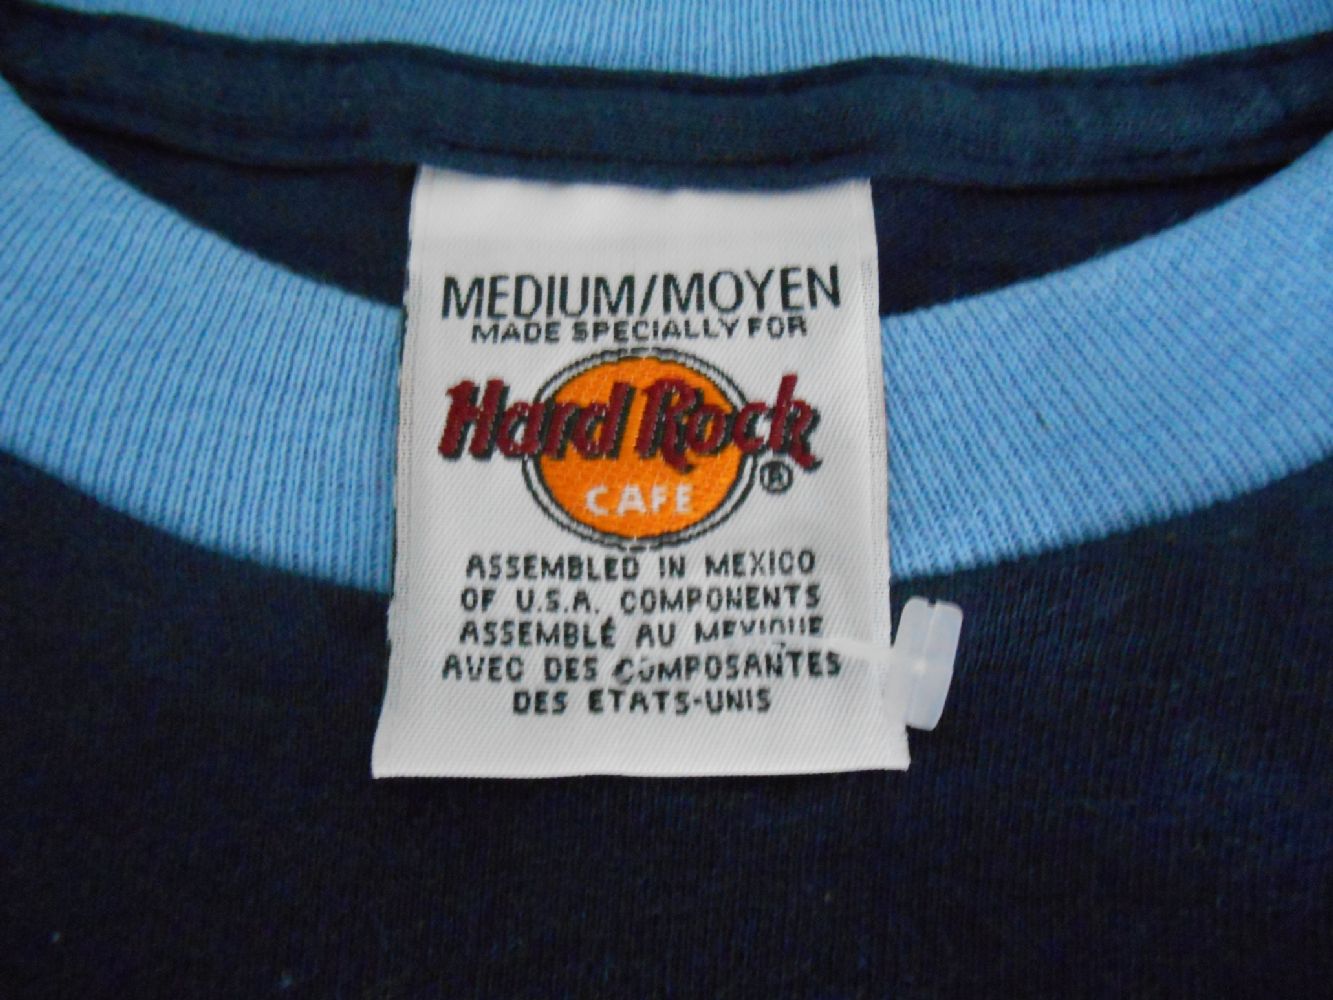 MEDIUM/MOYEN
MADE SPECIALLY FOR
Hard Rock
CAFE ®
ASSEMBLED IN MEXICO
OF U.S.A. COMPONENTS
ASSEMBLÉ AU MEXIQUE
AVEC DES COMPOSANTES
DES ETATS-UNIS